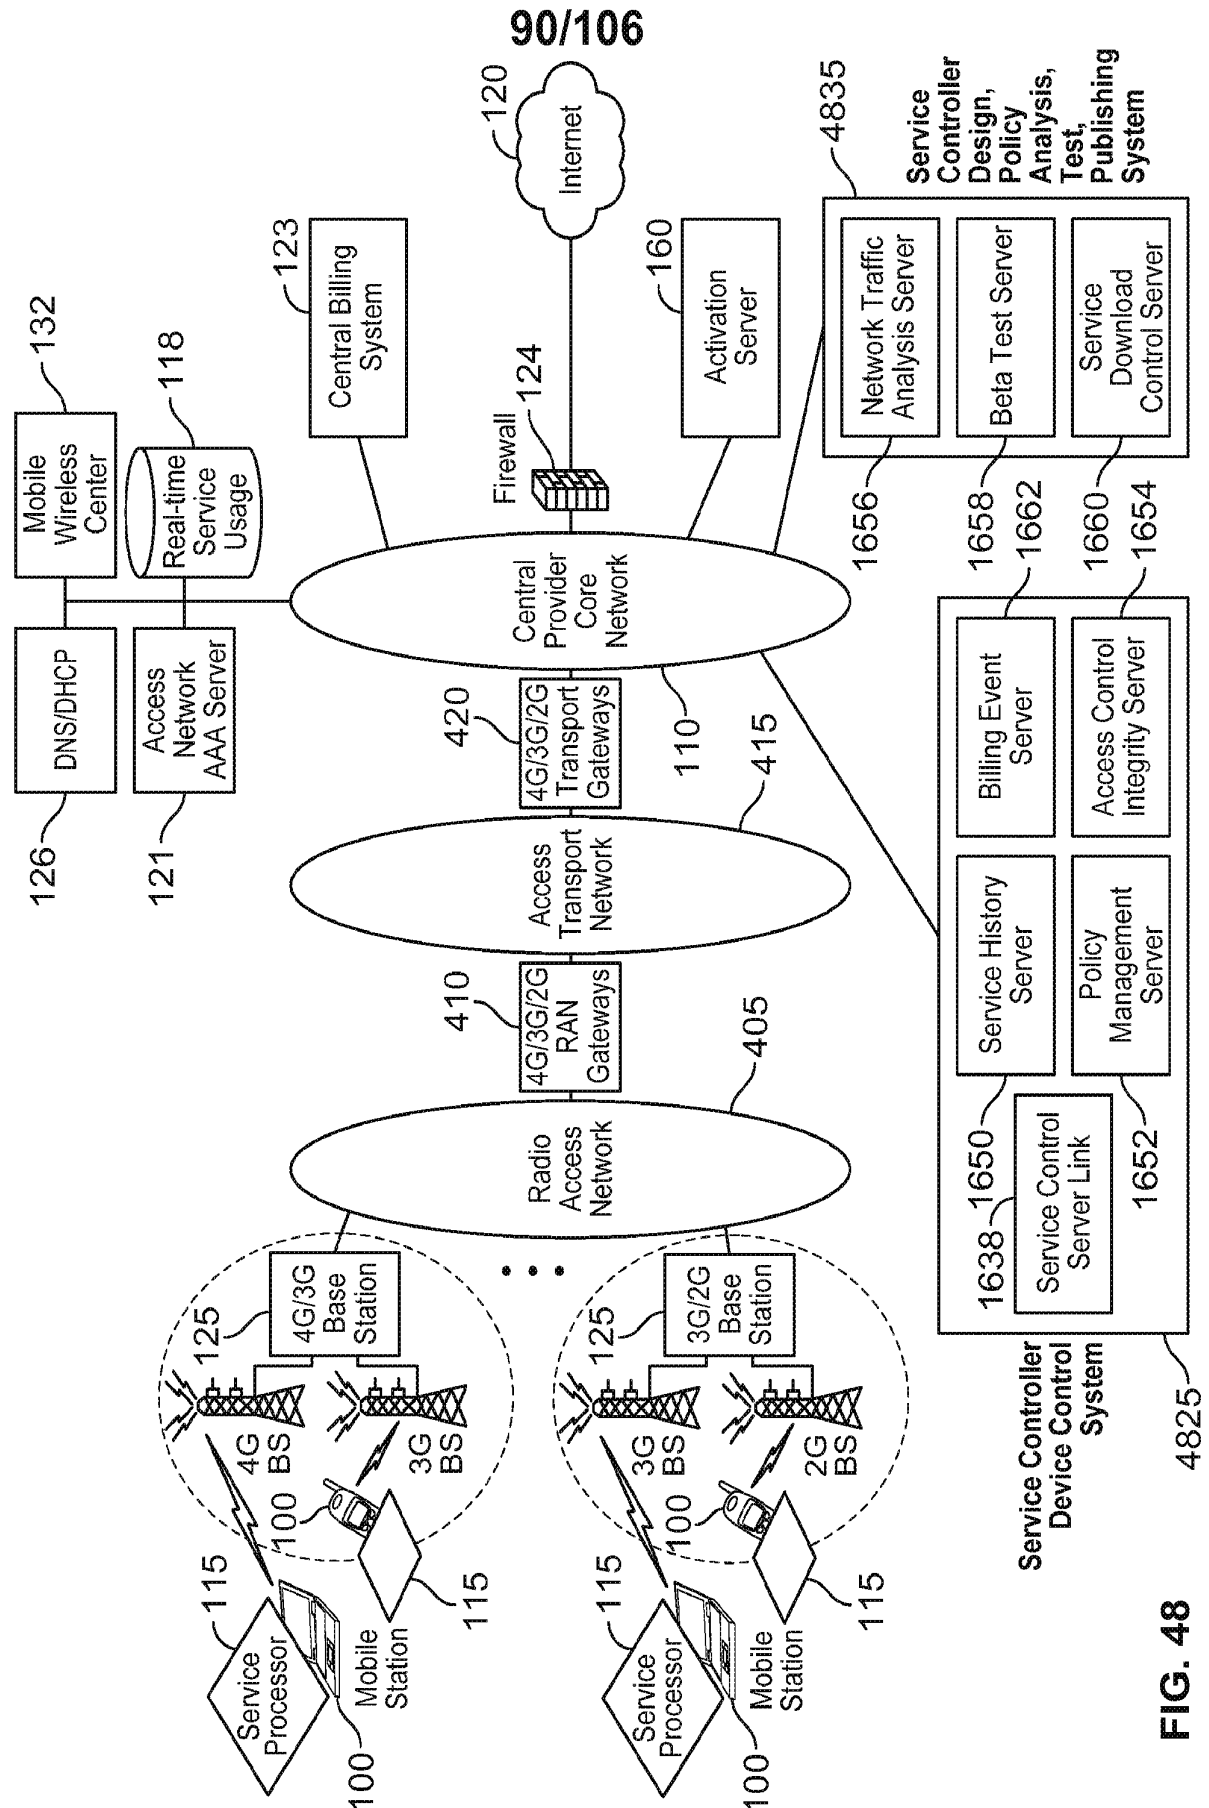 90/106
Mobile
Wireless
Center
132
Real-time
Service
Usage
118
DNS/DHCP
126
Access
Network
AAA Server
121
Central Billing
System
123
Internet
120
Firewall
124
Activation
Server
160
Central
Provider
Core
Network
110
4G/3G/2G
Transport
Gateways
420
Access
Transport
Network
415
4G/3G/2G
RAN
Gateways
410
Radio
Access
Network
405
4G/3G
Base
Station
125
4G
BS
3G
BS
Service
Processor
115
100
Mobile
Station
100
115
• • •
3G/2G
Base
Station
125
3G
BS
2G
BS
Service
Processor
115
100
Mobile
Station
100
115
4835
Service
Controller
Design,
Policy
Analysis,
Test,
Publishing
System
Network Traffic
Analysis Server
1656
Beta Test Server
1658
Service
Download
Control Server
1660
Billing Event
Server
1662
Access Control
Integrity Server
1654
Service History
Server
1650
Policy
Management
Server
1652
Service Control
Server Link
1638
Service Controller
Device Control
System
4825
FIG. 48